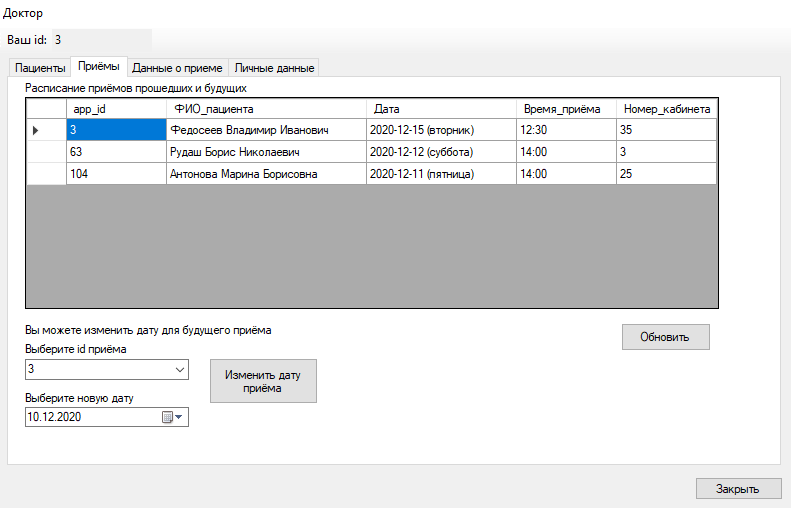 Доктор
Ваш id: 3
Пациенты Приёмы Данные о приеме Личные данные
Расписание приёмов прошедших и будущих
app_id ФИО_пациента Дата Время_приёма Номер_кабинета
3 Федосеев Владимир Иванович 2020-12-15 (вторник) 12:30 35
63 Рудаш Борис Николаевич 2020-12-12 (суббота) 14:00 3
104 Антонова Марина Борисовна 2020-12-11 (пятница) 14:00 25
Вы можете изменить дату для будущего приёма
Обновить
Выберите id приёма
3
Изменить дату
приёма
Выберите новую дату
10.12.2020
Закрыть